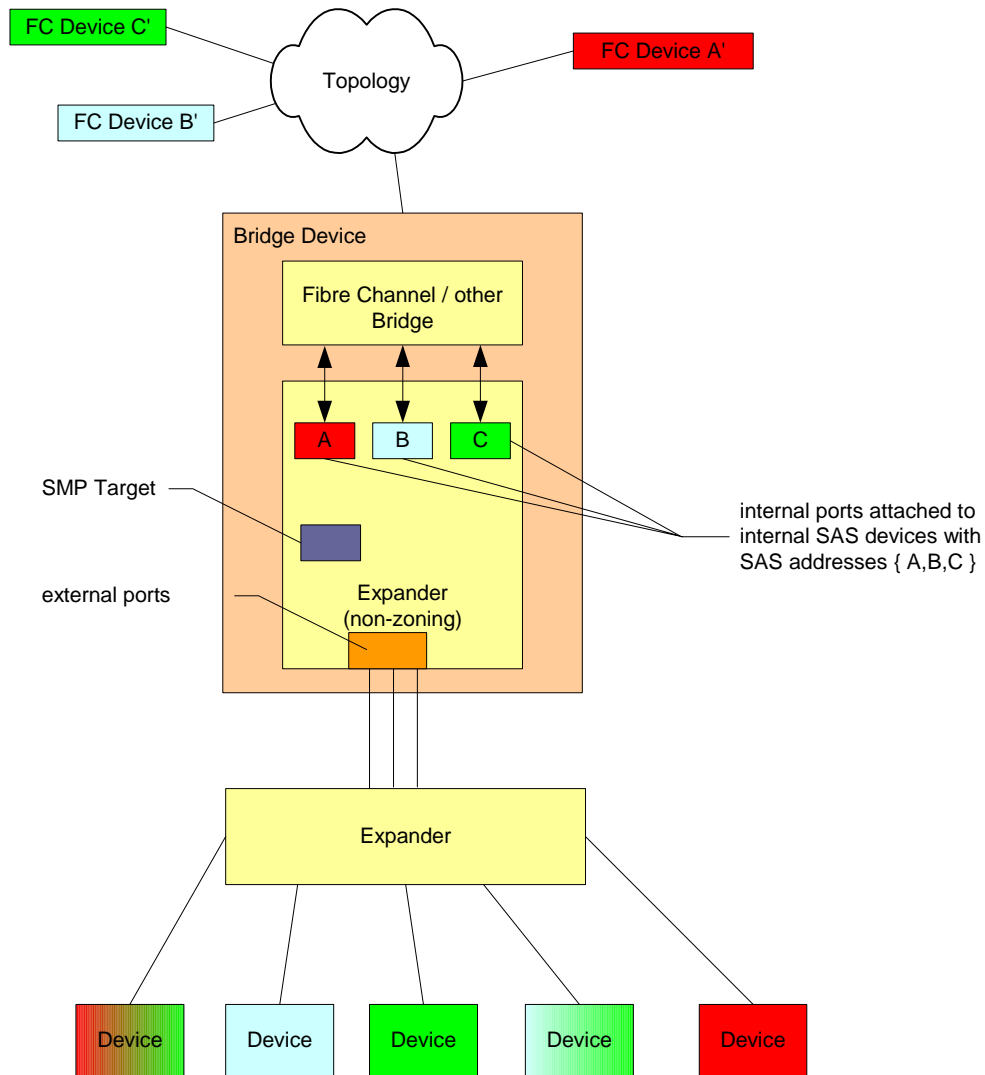 FC Device C'
FC Device A'
Topology
FC Device B'
Bridge Device
Fibre Channel / other
Bridge
A
B
C
SMP Target
internal ports attached to
internal SAS devices with
SAS addresses { A,B,C }
external ports
Expander
(non-zoning)
Expander
Device
Device
Device
Device
Device